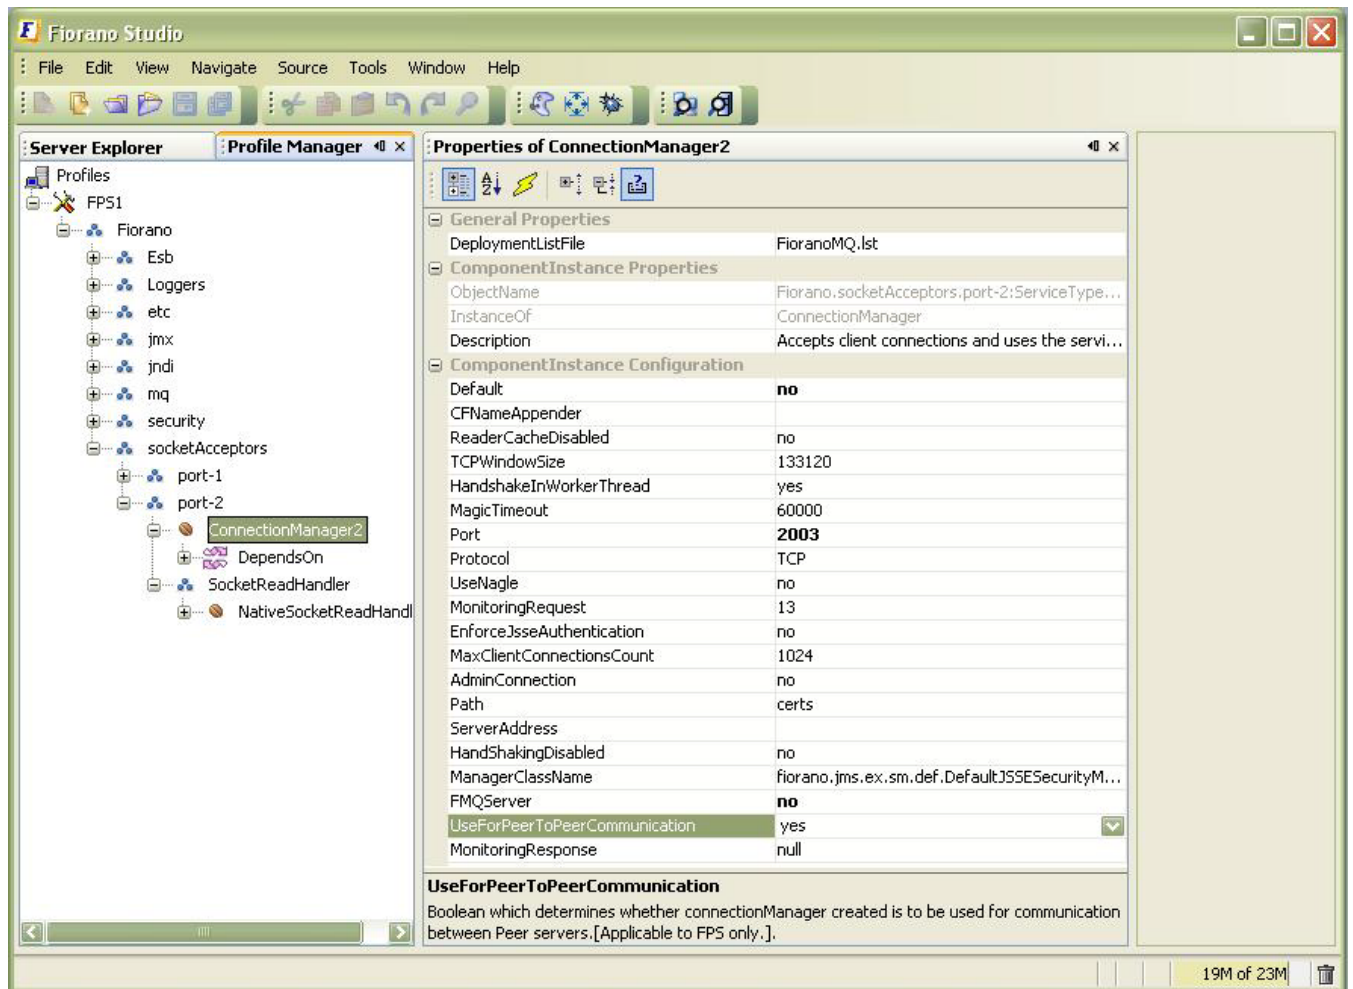 Fiorano Studio
File Edit View Navigate Source Tools Window Help
Server Explorer Profile Manager
Profiles
FPS1
Fiorano
Esb
Loggers
etc
jmx
jndi
mq
security
socketAcceptors
port-1
port-2
ConnectionManager2
DependsOn
SocketReadHandler
NativeSocketReadHandl
Properties of ConnectionManager2
General Properties
DeploymentListFile FioranoMQ.lst
ComponentInstance Properties
ObjectName Fiorano.socketAcceptors.port-2:ServiceType...
InstanceOf ConnectionManager
Description Accepts client connections and uses the servi...
ComponentInstance Configuration
Default no
CFNameAppender
ReaderCacheDisabled no
TCPWindowSize 133120
HandshakeInWorkerThread yes
MagicTimeout 60000
Port 2003
Protocol TCP
UseNagle no
MonitoringRequest 13
EnforceJsseAuthentication no
MaxClientConnectionsCount 1024
AdminConnection no
Path certs
ServerAddress
HandShakingDisabled no
ManagerClassName fiorano.jms.ex.sm.def.DefaultJSSESecurityM...
FMQServer no
UseForPeerToPeerCommunication yes
MonitoringResponse null
UseForPeerToPeerCommunication
Boolean which determines whether connectionManager created is to be used for communication
between Peer servers.[Applicable to FPS only.].
19M of 23M